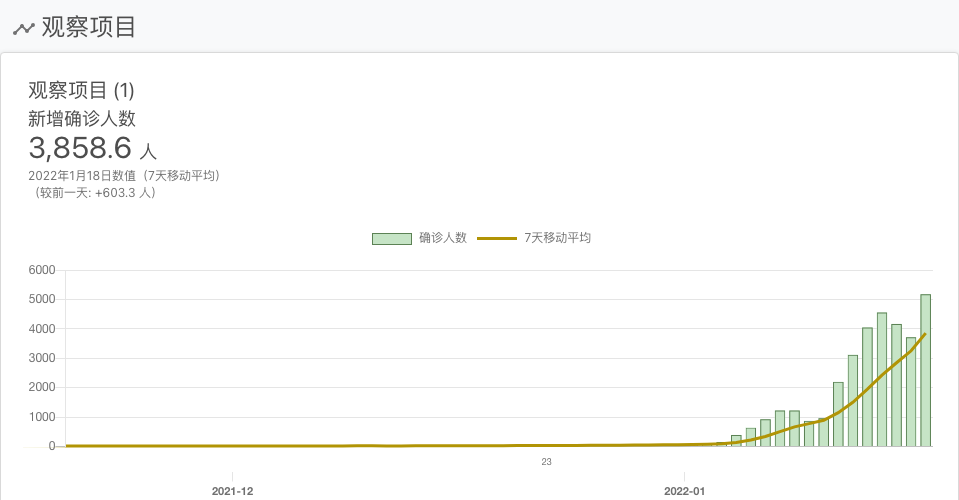 观察项目
观察项目 (1)
新增确诊人数
3,858.6 人
2022年1月18日数值（7天移动平均）
（较前一天: +603.3 人）
确诊人数 7天移动平均
6000
5000
4000
3000
2000
1000
0
23
2021-12 2022-01